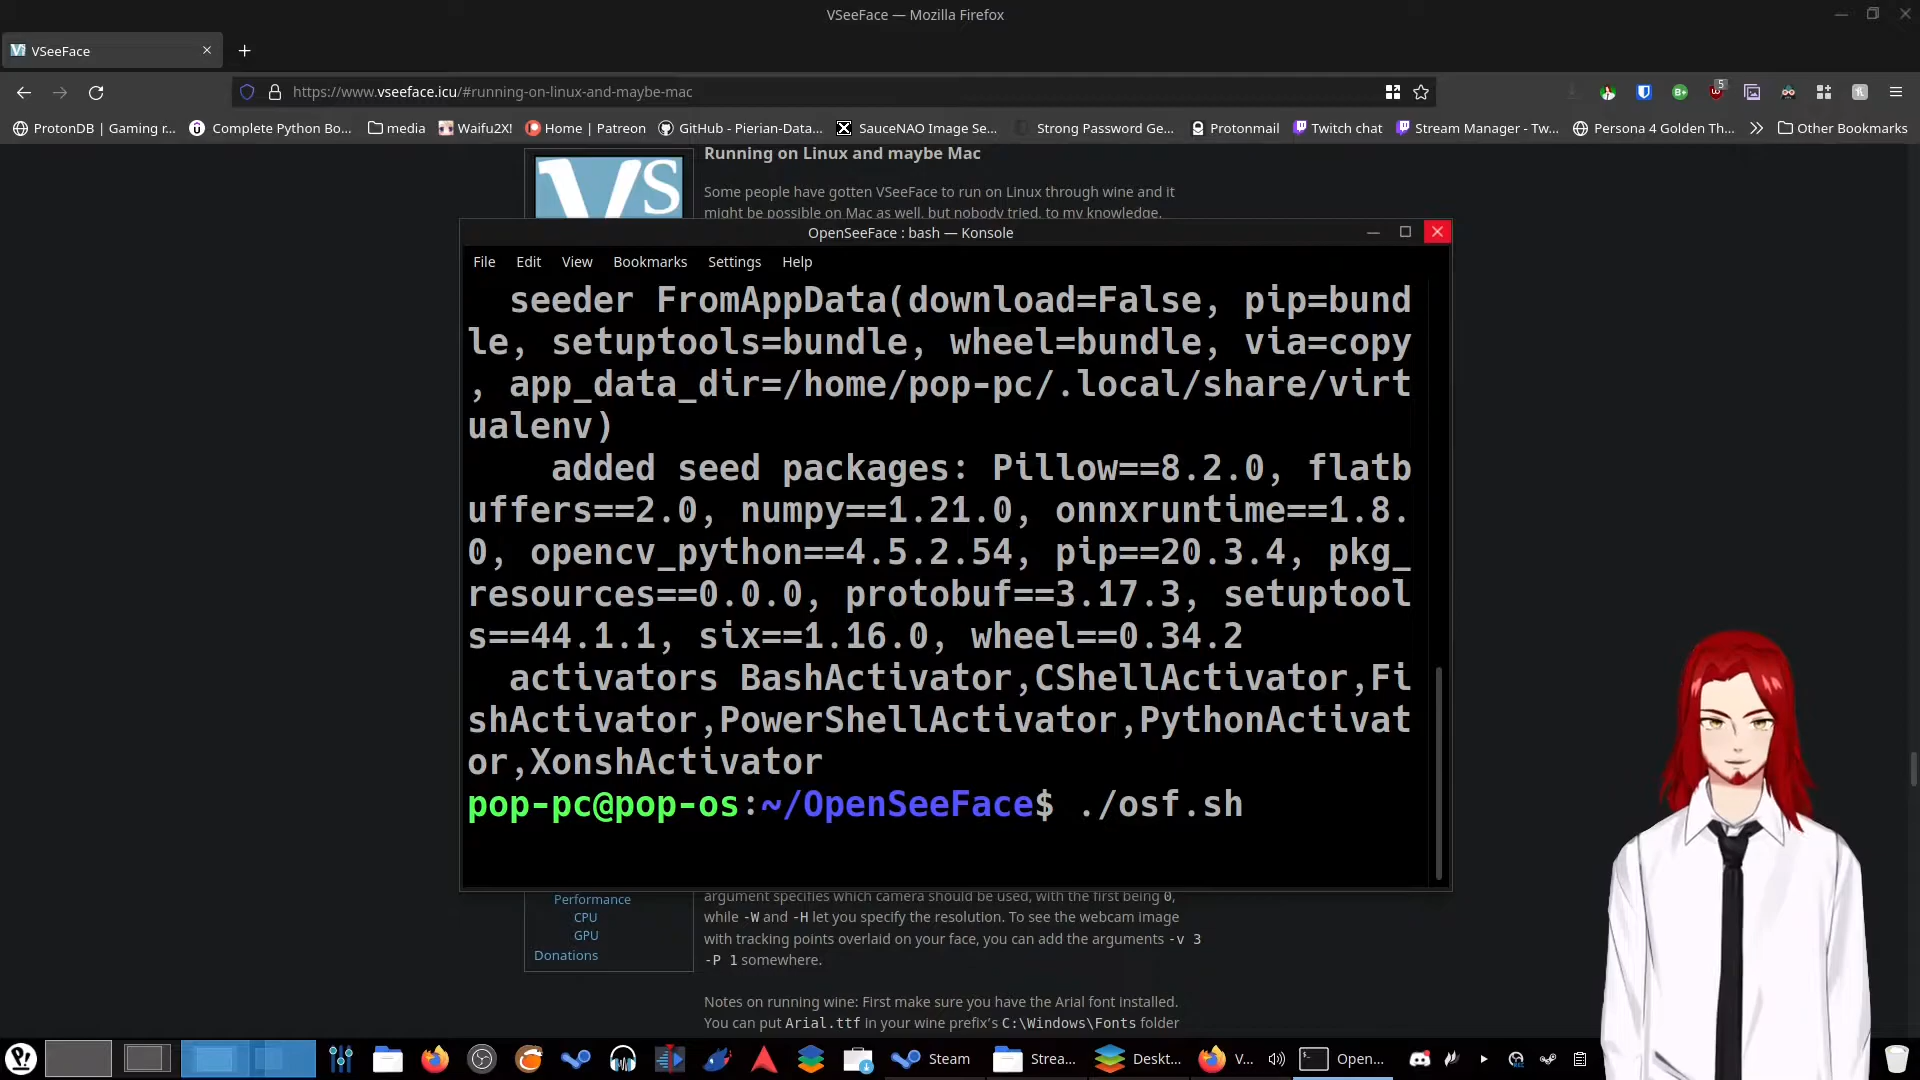 VSeeFace — Mozilla Firefox
VSeeFace
https://www.vseeface.icu/#running-on-linux-and-maybe-mac
5
ProtonDB | Gaming r... Complete Python Bo... media Waifu2X! Home | Patreon GitHub - Pierian-Data... SauceNAO Image Se... Strong Password Ge... Protonmail Twitch chat Stream Manager - Tw... Persona 4 Golden Th... Other Bookmarks
VS
Running on Linux and maybe Mac
Some people have gotten VSeeFace to run on Linux through wine and it
might be possible on Mac as well, but nobody tried, to my knowledge.
OpenSeeFace : bash — Konsole
File Edit View Bookmarks Settings Help
seeder FromAppData(download=False, pip=bund
le, setuptools=bundle, wheel=bundle, via=copy
, app_data_dir=/home/pop-pc/.local/share/virt
ualenv)
added seed packages: Pillow==8.2.0, flatb
uffers==2.0, numpy==1.21.0, onnxruntime==1.8.
0, opencv_python==4.5.2.54, pip==20.3.4, pkg_
resources==0.0.0, protobuf==3.17.3, setuptool
s==44.1.1, six==1.16.0, wheel==0.34.2
activators BashActivator,CShellActivator,Fi
shActivator,PowerShellActivator,PythonActivat
or,XonshActivator
pop-pc@pop-os:~/OpenSeeFace$ ./osf.sh
Performance
CPU
GPU
Donations
argument specifies which camera should be used, with the first being 0,
while -W and -H let you specify the resolution. To see the webcam image
with tracking points overlaid on your face, you can add the arguments -v 3
-P 1 somewhere.
Notes on running wine: First make sure you have the Arial font installed.
You can put Arial.ttf in your wine prefix's C:\Windows\Fonts folder
Steam Strea... Deskt... V... Open...